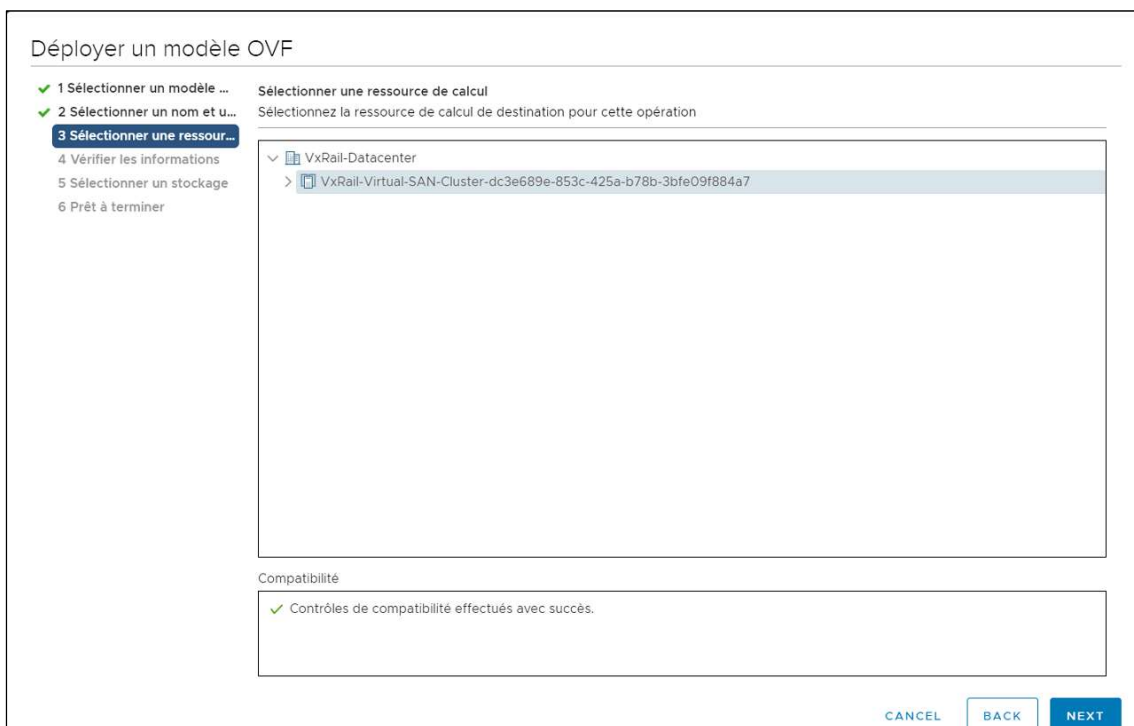 Déployer un modèle OVF
1 Sélectionner un modèle ...
2 Sélectionner un nom et u...
3 Sélectionner une ressour...
4 Vérifier les informations
5 Sélectionner un stockage
6 Prêt à terminer
Sélectionner une ressource de calcul
Sélectionnez la ressource de calcul de destination pour cette opération
VxRail-Datacenter
VxRail-Virtual-SAN-Cluster-dc3e689e-853c-425a-b78b-3bfe09f884a7
Compatibilité
Contrôles de compatibilité effectués avec succès.
CANCEL BACK NEXT